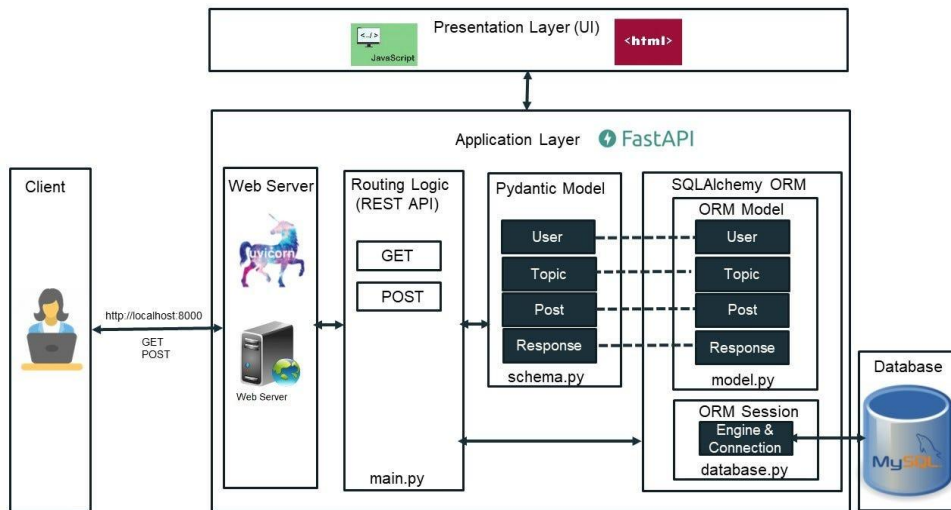 Presentation Layer (UI)
<../>
JavaScript
<html>
Application Layer
FastAPI
Client
http://localhost:8000
GET
POST
Web Server
uvicorn
Web Server
Routing Logic
(REST API)
GET
POST
main.py
Pydantic Model
User
Topic
Post
Response
schema.py
SQLAlchemy ORM
ORM Model
User
Topic
Post
Response
model.py
ORM Session
Engine &
Connection
database.py
Database
MySQL